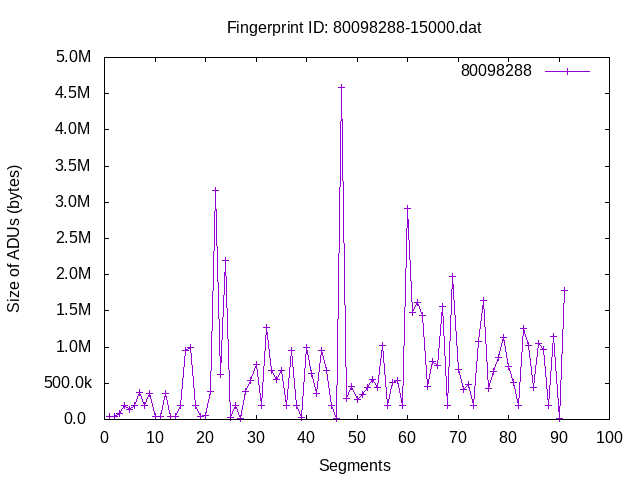 Fingerprint ID: 80098288-15000.dat
80098288
5.0M
4.5M
4.0M
3.5M
3.0M
2.5M
2.0M
1.5M
1.0M
500.0k
0.0
Size of ADUs (bytes)
0 10 20 30 40 50 60 70 80 90 100
Segments